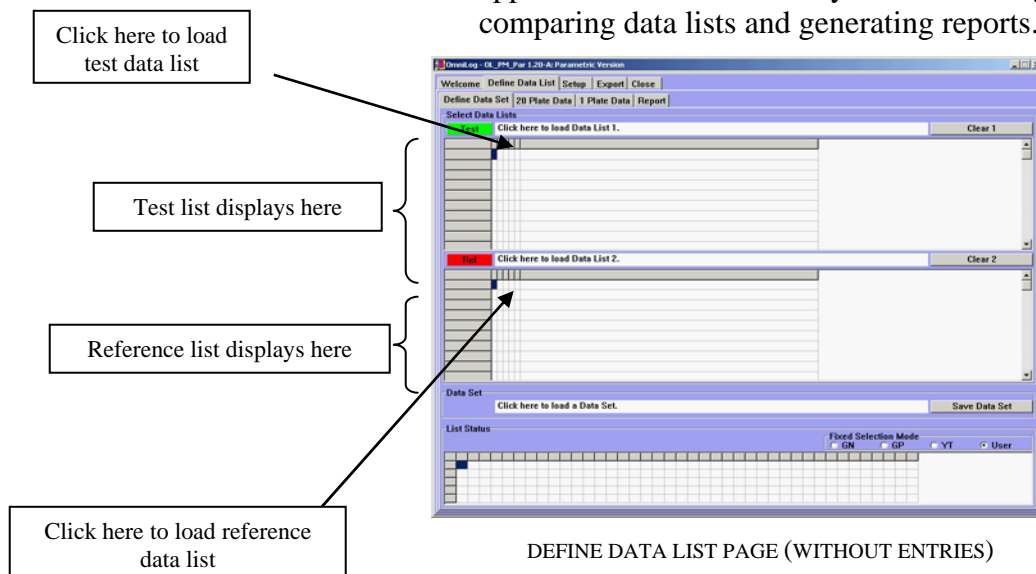 comparing data lists and generating reports.
Click here to load
test data list
Test list displays here
Reference list displays here
Click here to load reference
data list
OmniLog - OL_PM_Par 1.20-A: Parametric Version
Welcome Define Data List Setup Export Close
Define Data Set 20 Plate Data 1 Plate Data Report
Select Data Lists
Test Click here to load Data List 1. Clear 1
Ref Click here to load Data List 2. Clear 2
Data Set
Click here to load a Data Set. Save Data Set
List Status
Fixed Selection Mode
GN GP YT User
DEFINE DATA LIST PAGE (WITHOUT ENTRIES)